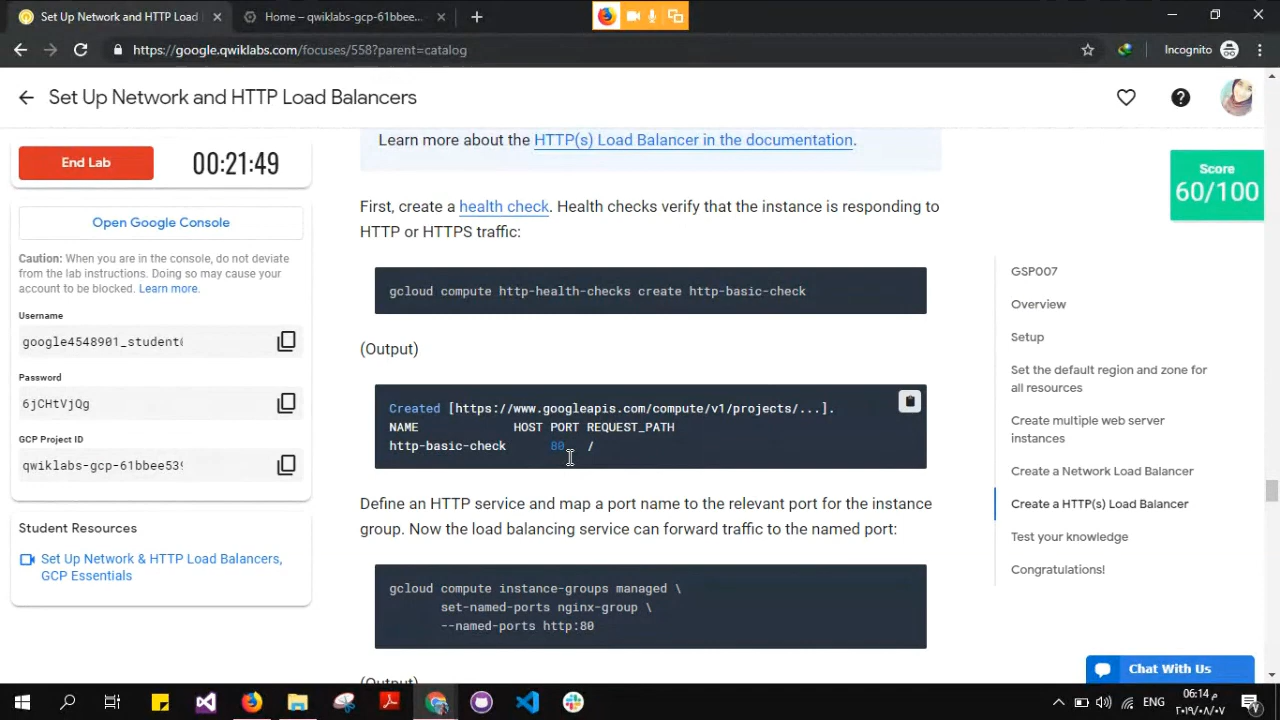 Set Up Network and HTTP Load
Home – qwiklabs-gcp-61bbee...
https://google.qwiklabs.com/focuses/558?parent=catalog
Incognito
Set Up Network and HTTP Load Balancers
End Lab
00:21:49
Open Google Console
Caution: When you are in the console, do not deviate
from the lab instructions. Doing so may cause your
account to be blocked. Learn more.
Username
google4548901_student
Password
6jCHtVjQg
GCP Project ID
qwiklabs-gcp-61bbee539
Student Resources
Set Up Network & HTTP Load Balancers,
GCP Essentials
Learn more about the HTTP(s) Load Balancer in the documentation.
First, create a health check. Health checks verify that the instance is responding to
HTTP or HTTPS traffic:
gcloud compute http-health-checks create http-basic-check
(Output)
Created [https://www.googleapis.com/compute/v1/projects/...].
NAME HOST PORT REQUEST_PATH
http-basic-check 80 /
Define an HTTP service and map a port name to the relevant port for the instance
group. Now the load balancing service can forward traffic to the named port:
gcloud compute instance-groups managed \
set-named-ports nginx-group \
--named-ports http:80
(Output)
Score
60/100
GSP007
Overview
Setup
Set the default region and zone for
all resources
Create multiple web server
instances
Create a Network Load Balancer
Create a HTTP(s) Load Balancer
Test your knowledge
Congratulations!
Chat With Us
ENG
06:14 م
٢٠١٩/٠٨/٠٧